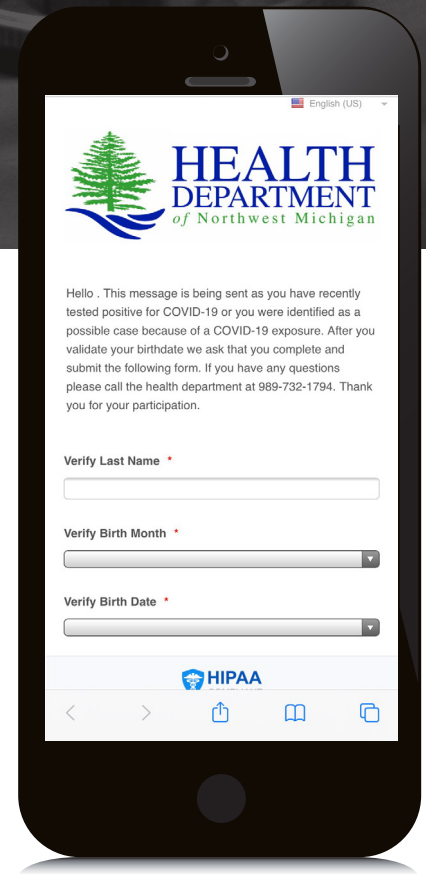 English (US)
HEALTH
DEPARTMENT
of Northwest Michigan
Hello . This message is being sent as you have recently
tested positive for COVID-19 or you were identified as a
possible case because of a COVID-19 exposure. After you
validate your birthdate we ask that you complete and
submit the following form. If you have any questions
please call the health department at 989-732-1794. Thank
you for your participation.
Verify Last Name *
Verify Birth Month *
Verify Birth Date *
HIPAA